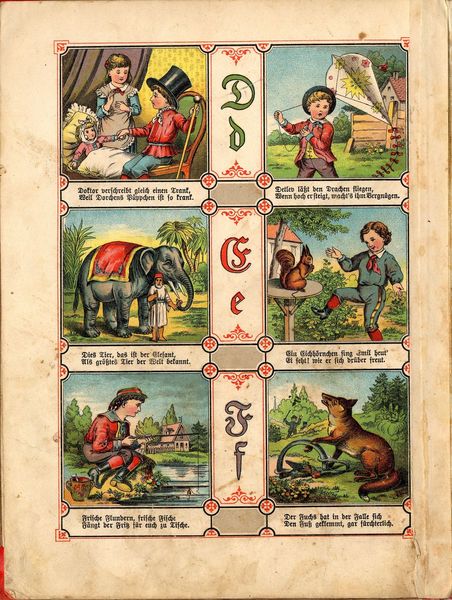 D d
Doktor verschreibt gleich einen Trank,
Weil Dorchens Püppchen ist so krank.
Detlev läßt den Drachen fliegen,
Wenn hoch er steigt, macht's ihm Vergnügen.
E e
Dies Tier, das ist der Elefant,
Als größtes Tier der Welt bekannt.
Ein Eichhörnchen fing Emil heut'
Ei seht! wie er sich drüber freut.
F f
Frische Flundern, frische Fische
Fängt der Fritz für euch zu Tische.
Der Fuchs hat in der Falle sich
Den Fuß geklemmt, gar fürchterlich.